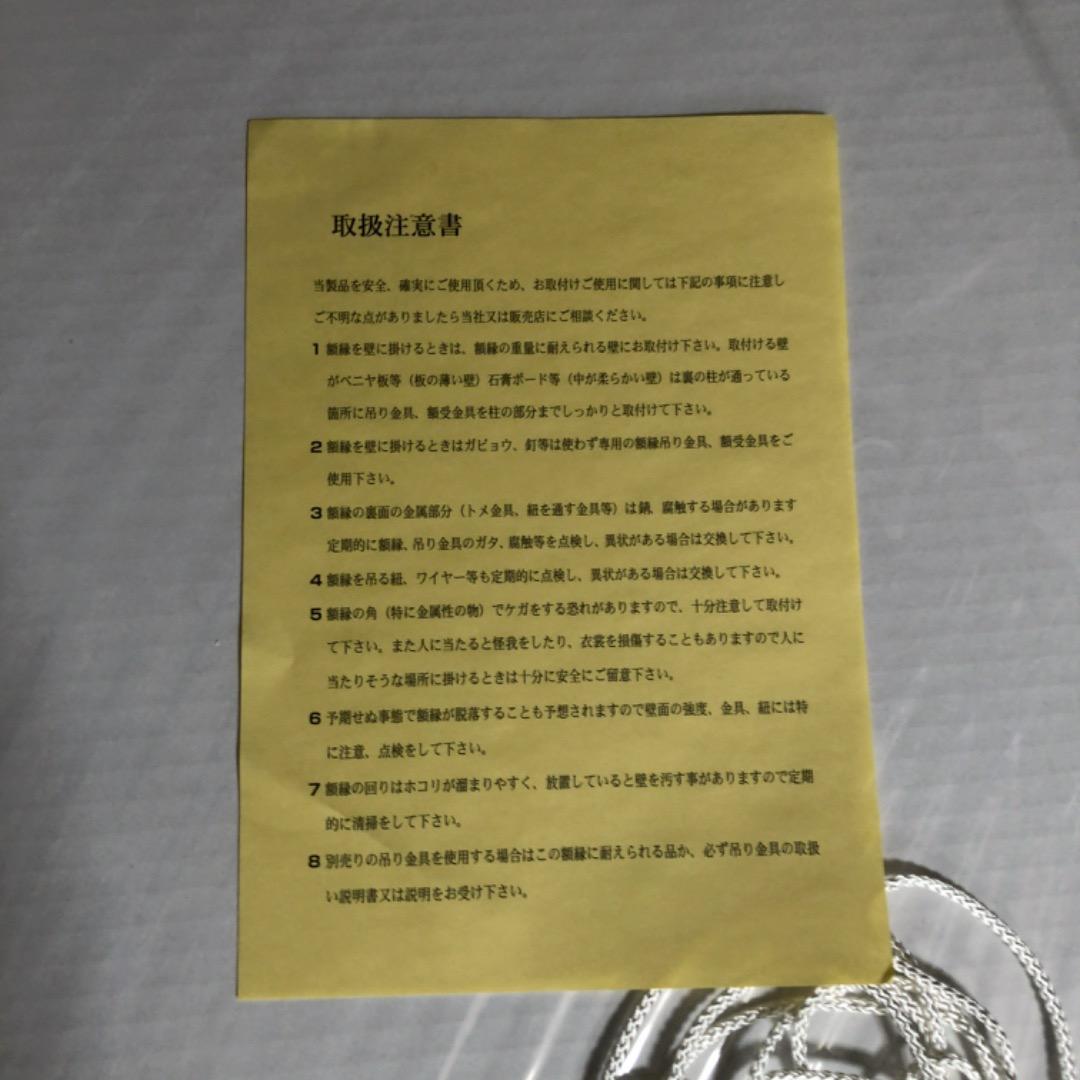 取扱注意書
当製品を安全、確実にご使用頂くため、お取付けご使用に関しては下記の事項に注意し
ご不明な点がありましたら当社又は販売店にご相談ください。
1 額縁を壁に掛けるときは、額縁の重量に耐えられる壁にお取付け下さい。取付ける壁
がベニヤ板等（板の薄い壁）石膏ボード等（中が柔らかい壁）は裏の柱が通っている
箇所に吊り金具、額受金具を柱の部分までしっかりと取付けて下さい。
2 額縁を壁に掛けるときはガビョウ、釘等は使わず専用の額縁吊り金具、額受金具をご
使用下さい。
3 額縁の裏面の金属部分（トメ金具、紐を通す金具等）は錆、腐触する場合があります
定期的に額縁、吊り金具のガタ、腐触等を点検し、異状がある場合は交換して下さい。
4 額縁を吊る紐、ワイヤー等も定期的に点検し、異状がある場合は交換して下さい。
5 額縁の角（特に金属性の物）でケガをする恐れがありますので、十分注意して取付け
て下さい。また人に当たると怪我をしたり、衣裳を損傷することもありますので人に
当たりそうな場所に掛けるときは十分に安全にご留意下さい。
6 予期せぬ事態で額縁が脱落することも予想されますので壁面の強度、金具、紐には特
に注意、点検をして下さい。
7 額縁の回りはホコリが溜まりやすく、放置していると壁を汚す事がありますので定期
的に清掃をして下さい。
8 別売りの吊り金具を使用する場合はこの額縁に耐えられる品か、必ず吊り金具の取扱
い説明書又は説明をお受け下さい。